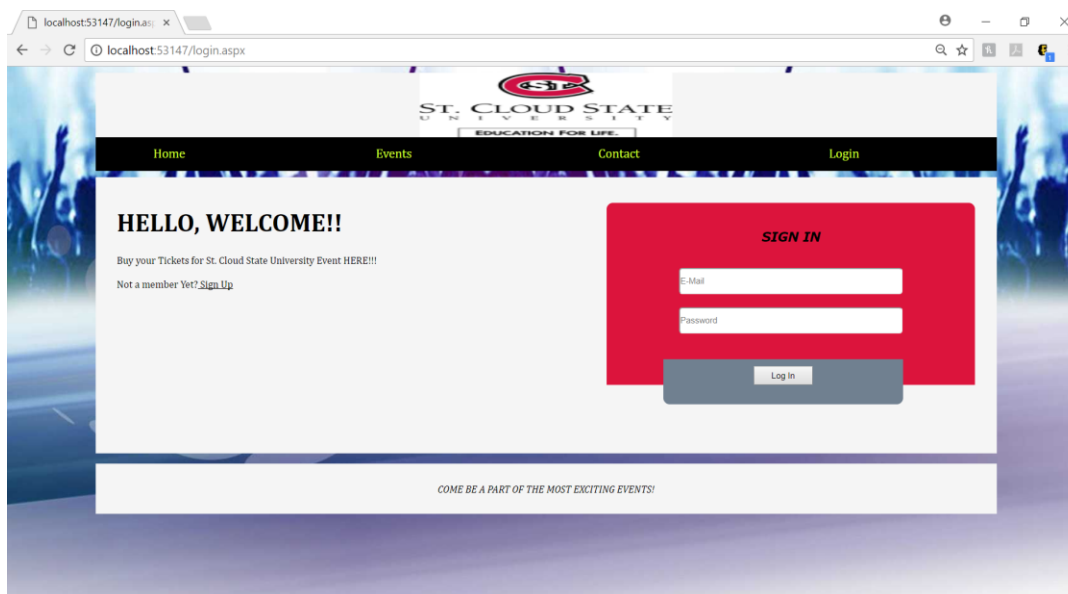 localhost:53147/login.as
localhost:53147/login.aspx
ST. CLOUD STATE
UNIVERSITY
EDUCATION FOR LIFE.
Home Events Contact Login
HELLO, WELCOME!!
Buy your Tickets for St. Cloud State University Event HERE!!!
Not a member Yet? Sign Up
SIGN IN
E-Mail
Password
Log In
COME BE A PART OF THE MOST EXCITING EVENTS!